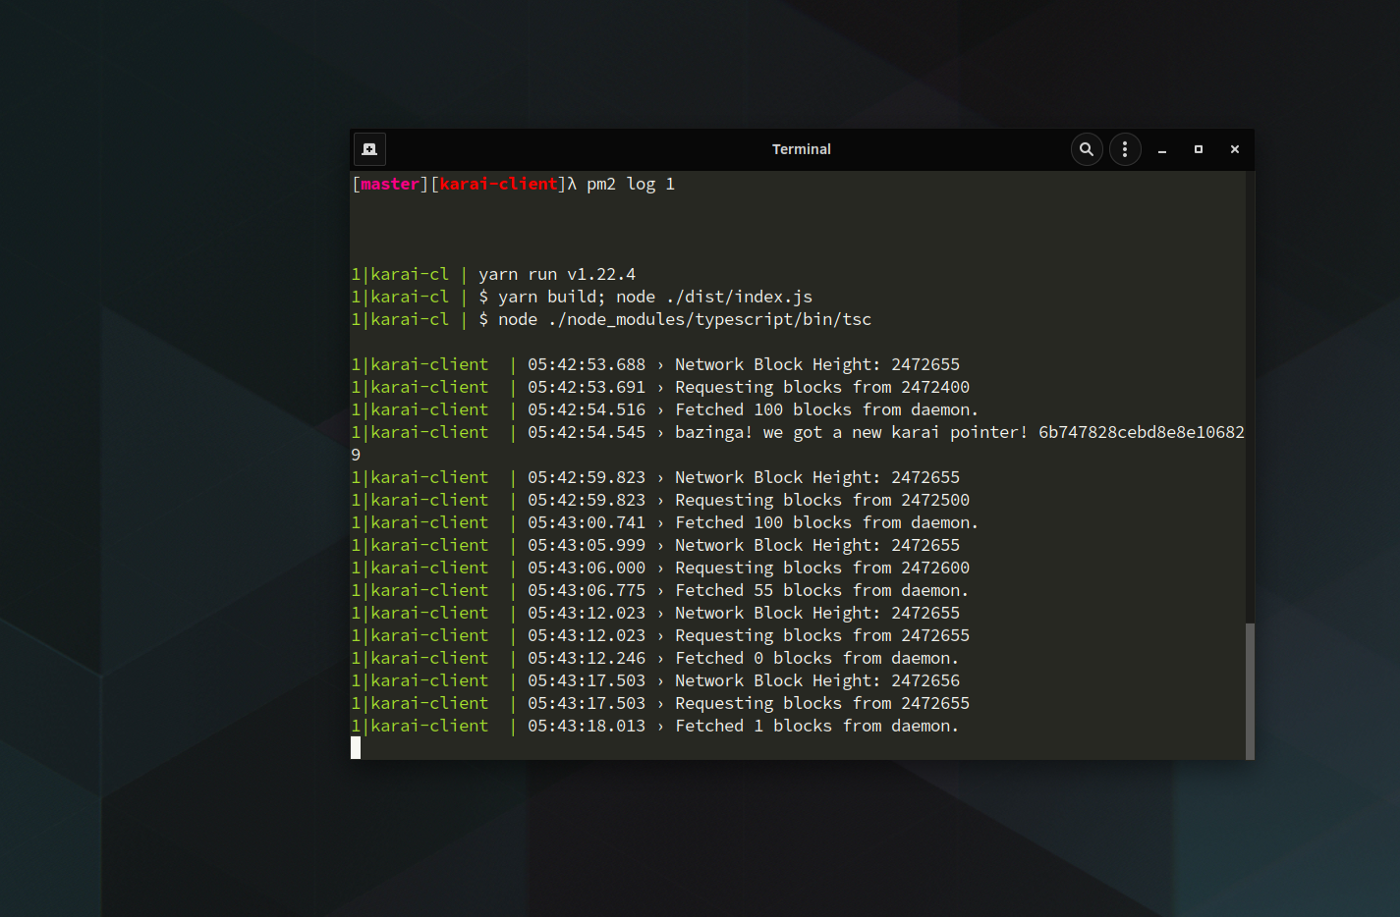 Terminal
[master][karai-client]λ pm2 log 1
1|karai-cl | yarn run v1.22.4
1|karai-cl | $ yarn build; node ./dist/index.js
1|karai-cl | $ node ./node_modules/typescript/bin/tsc
1|karai-client  | 05:42:53.688 › Network Block Height: 2472655
1|karai-client  | 05:42:53.691 › Requesting blocks from 2472400
1|karai-client  | 05:42:54.516 › Fetched 100 blocks from daemon.
1|karai-client  | 05:42:54.545 › bazinga! we got a new karai pointer! 6b747828cebd8e8e10682
9
1|karai-client  | 05:42:59.823 › Network Block Height: 2472655
1|karai-client  | 05:42:59.823 › Requesting blocks from 2472500
1|karai-client  | 05:43:00.741 › Fetched 100 blocks from daemon.
1|karai-client  | 05:43:05.999 › Network Block Height: 2472655
1|karai-client  | 05:43:06.000 › Requesting blocks from 2472600
1|karai-client  | 05:43:06.775 › Fetched 55 blocks from daemon.
1|karai-client  | 05:43:12.023 › Network Block Height: 2472655
1|karai-client  | 05:43:12.023 › Requesting blocks from 2472655
1|karai-client  | 05:43:12.246 › Fetched 0 blocks from daemon.
1|karai-client  | 05:43:17.503 › Network Block Height: 2472656
1|karai-client  | 05:43:17.503 › Requesting blocks from 2472655
1|karai-client  | 05:43:18.013 › Fetched 1 blocks from daemon.